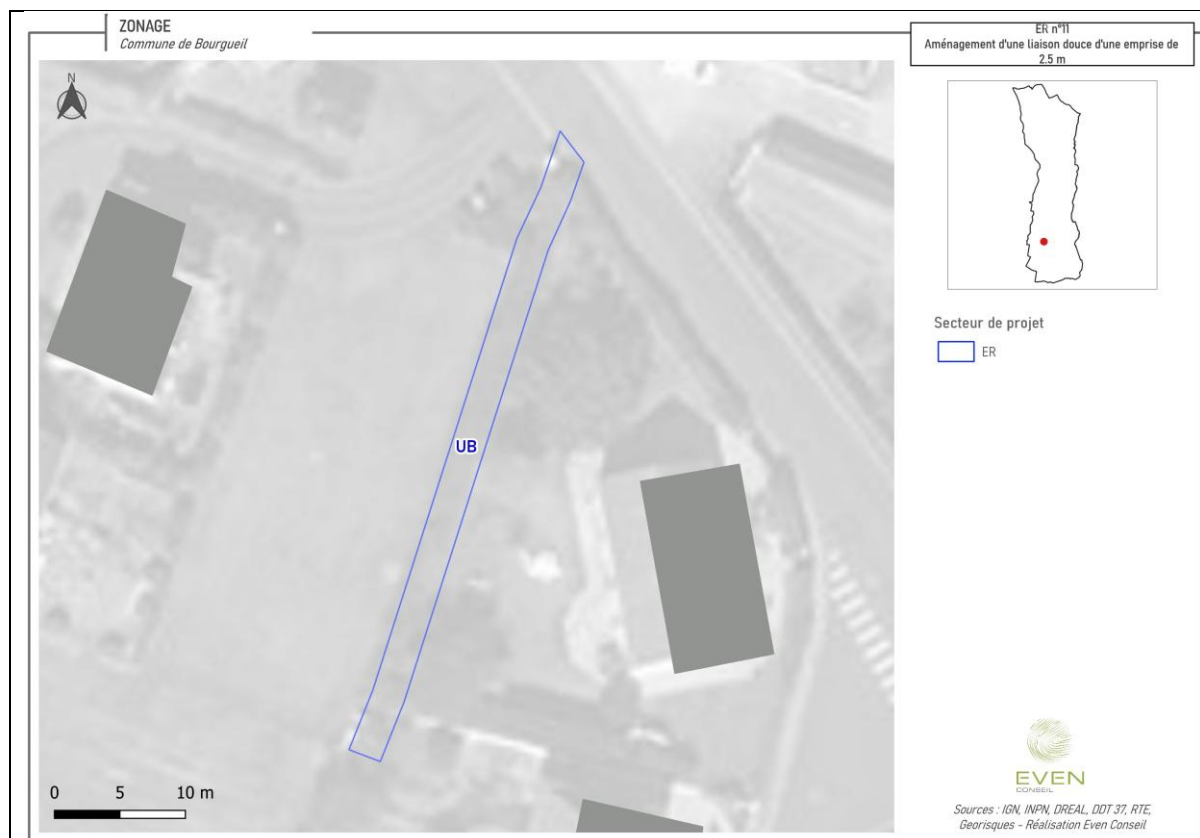 ZONAGE
Commune de Bourgueil
ER n°11
Aménagement d'une liaison douce d'une emprise de
2.5 m
N
Secteur de projet
ER
UB
0 5 10 m
EVEN
CONSEIL
Sources : IGN, INPN, DREAL, DDT 37, RTE,
Georisques - Réalisation Even Conseil